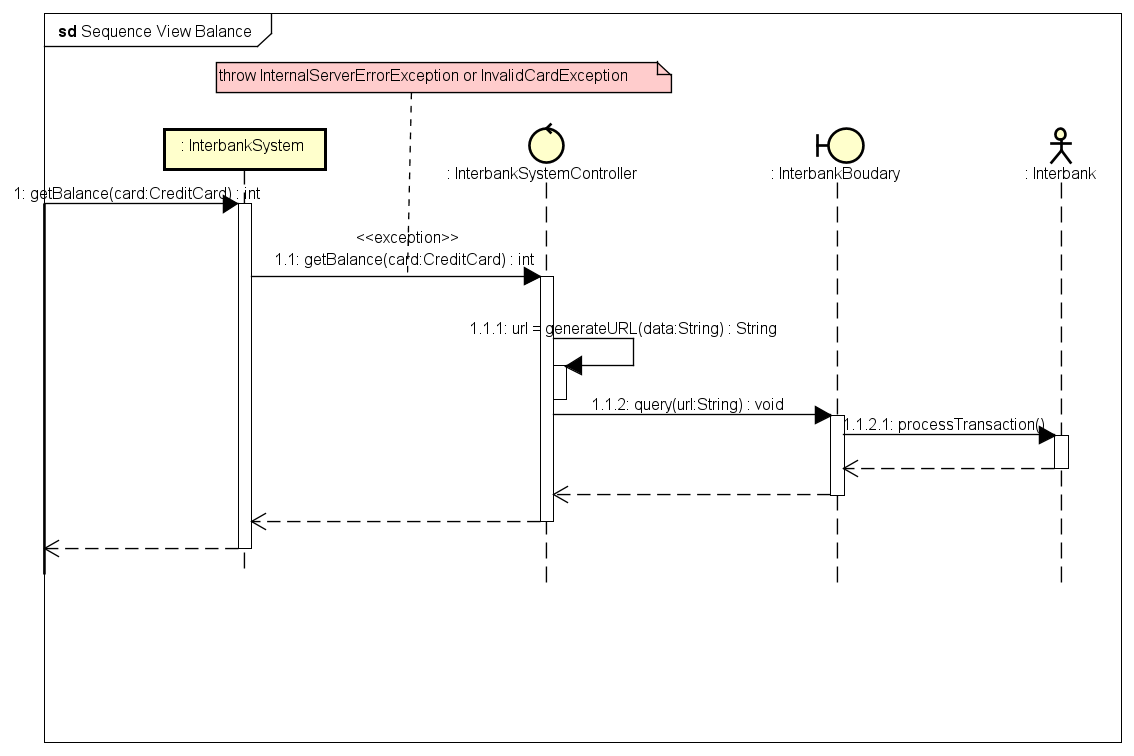 sd Sequence View Balance
throw InternalServerErrorException or InvalidCardException
: InterbankSystem
: InterbankSystemController
: InterbankBoudary
: Interbank
1: getBalance(card:CreditCard) : int
<<exception>>
1.1: getBalance(card:CreditCard) : int
1.1.1: url = generateURL(data:String) : String
1.1.2: query(url:String) : void
1.1.2.1: processTransaction()